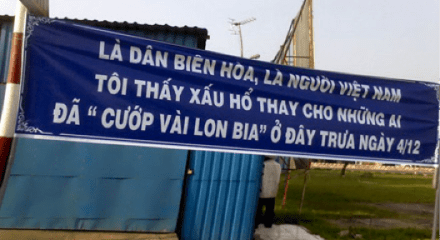 LÀ DÂN BIÊN HÒA, LÀ NGƯỜI VIỆT NAM
TÔI THẤY XẤU HỔ THAY CHO NHỮNG AI
ĐÃ " CƯỚP VÀI LON BIA" Ở ĐÂY TRƯA NGÀY 4/12